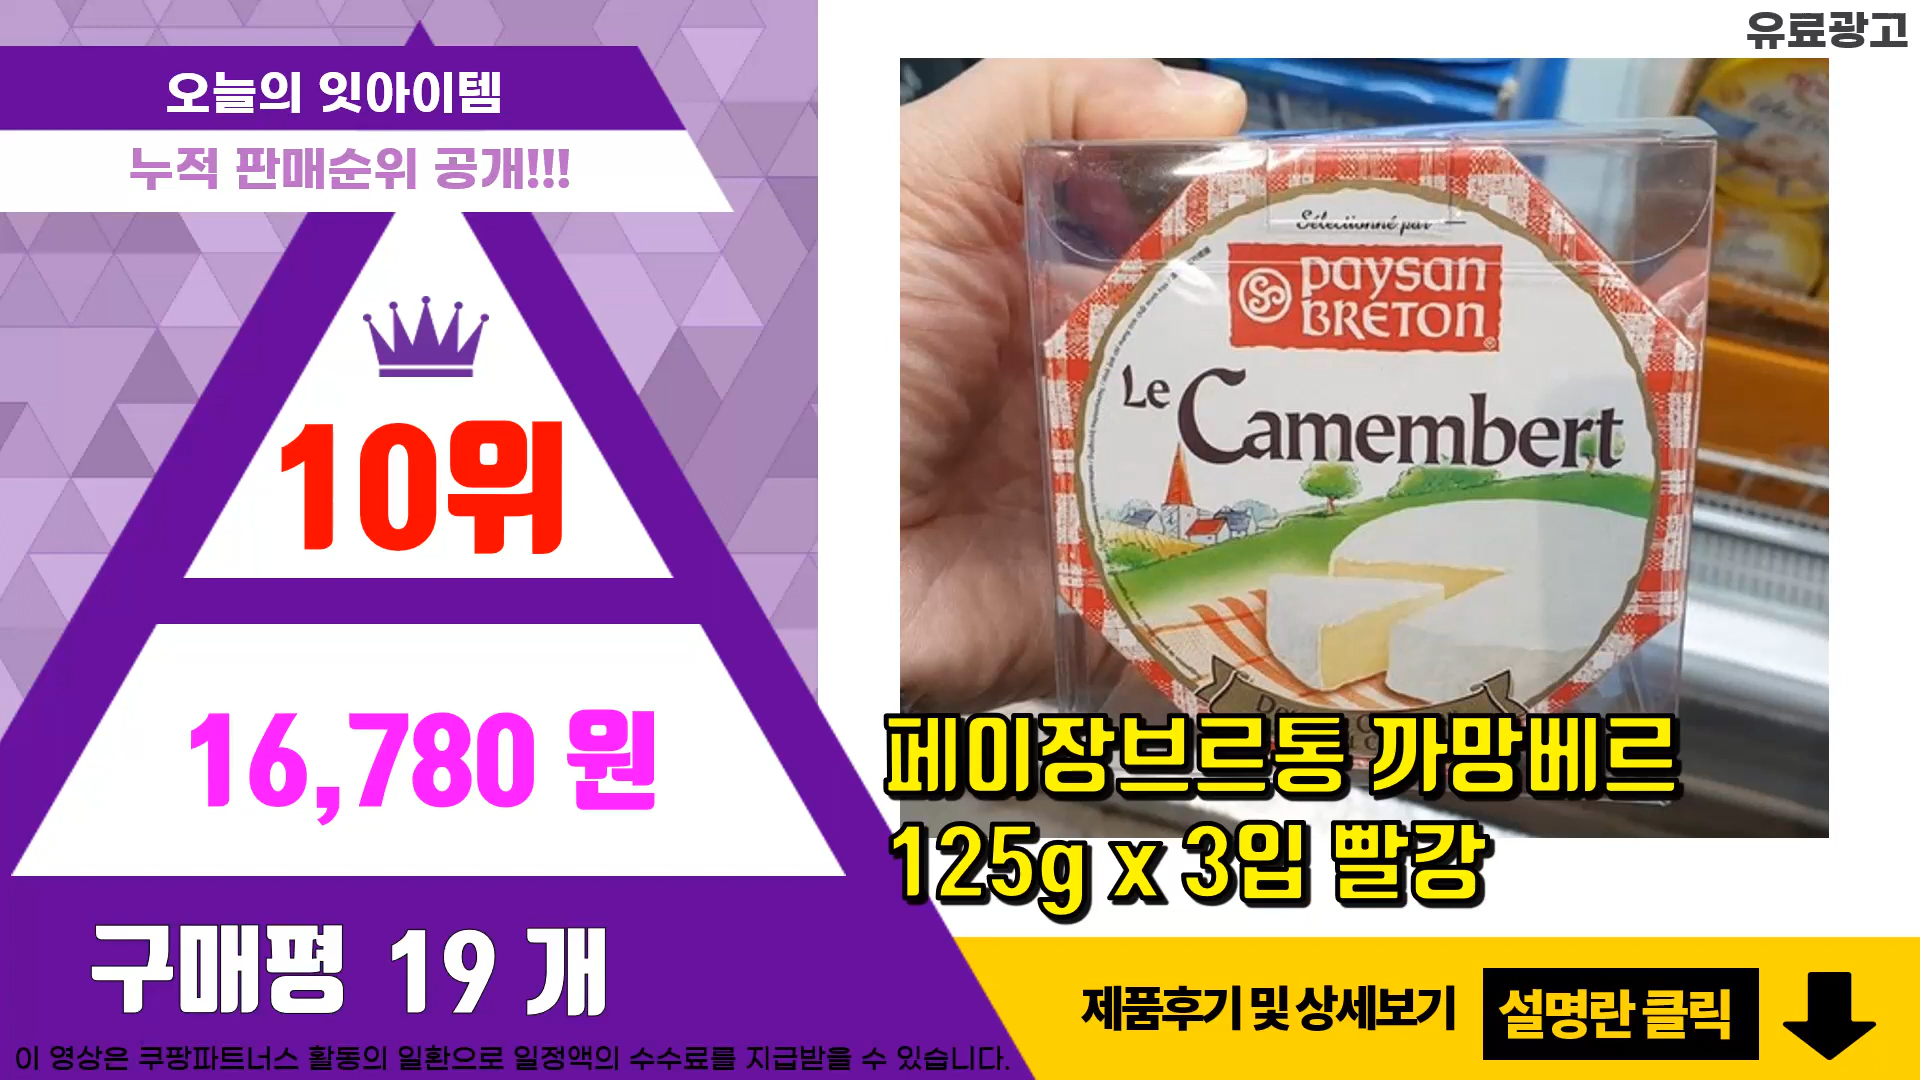 유료광고
오늘의 잇아이템
누적 판매순위 공개!!!
10위
16,780 원
구매평 19 개
이 영상은 쿠팡파트너스 활동의 일환으로 일정액의 수수료를 지급받을 수 있습니다.
Sélectionné par
paysan
BRETON
Le Camembert
페이장브르통 까망베르
125g x 3입 빨강
제품후기 및 상세보기
설명란 클릭